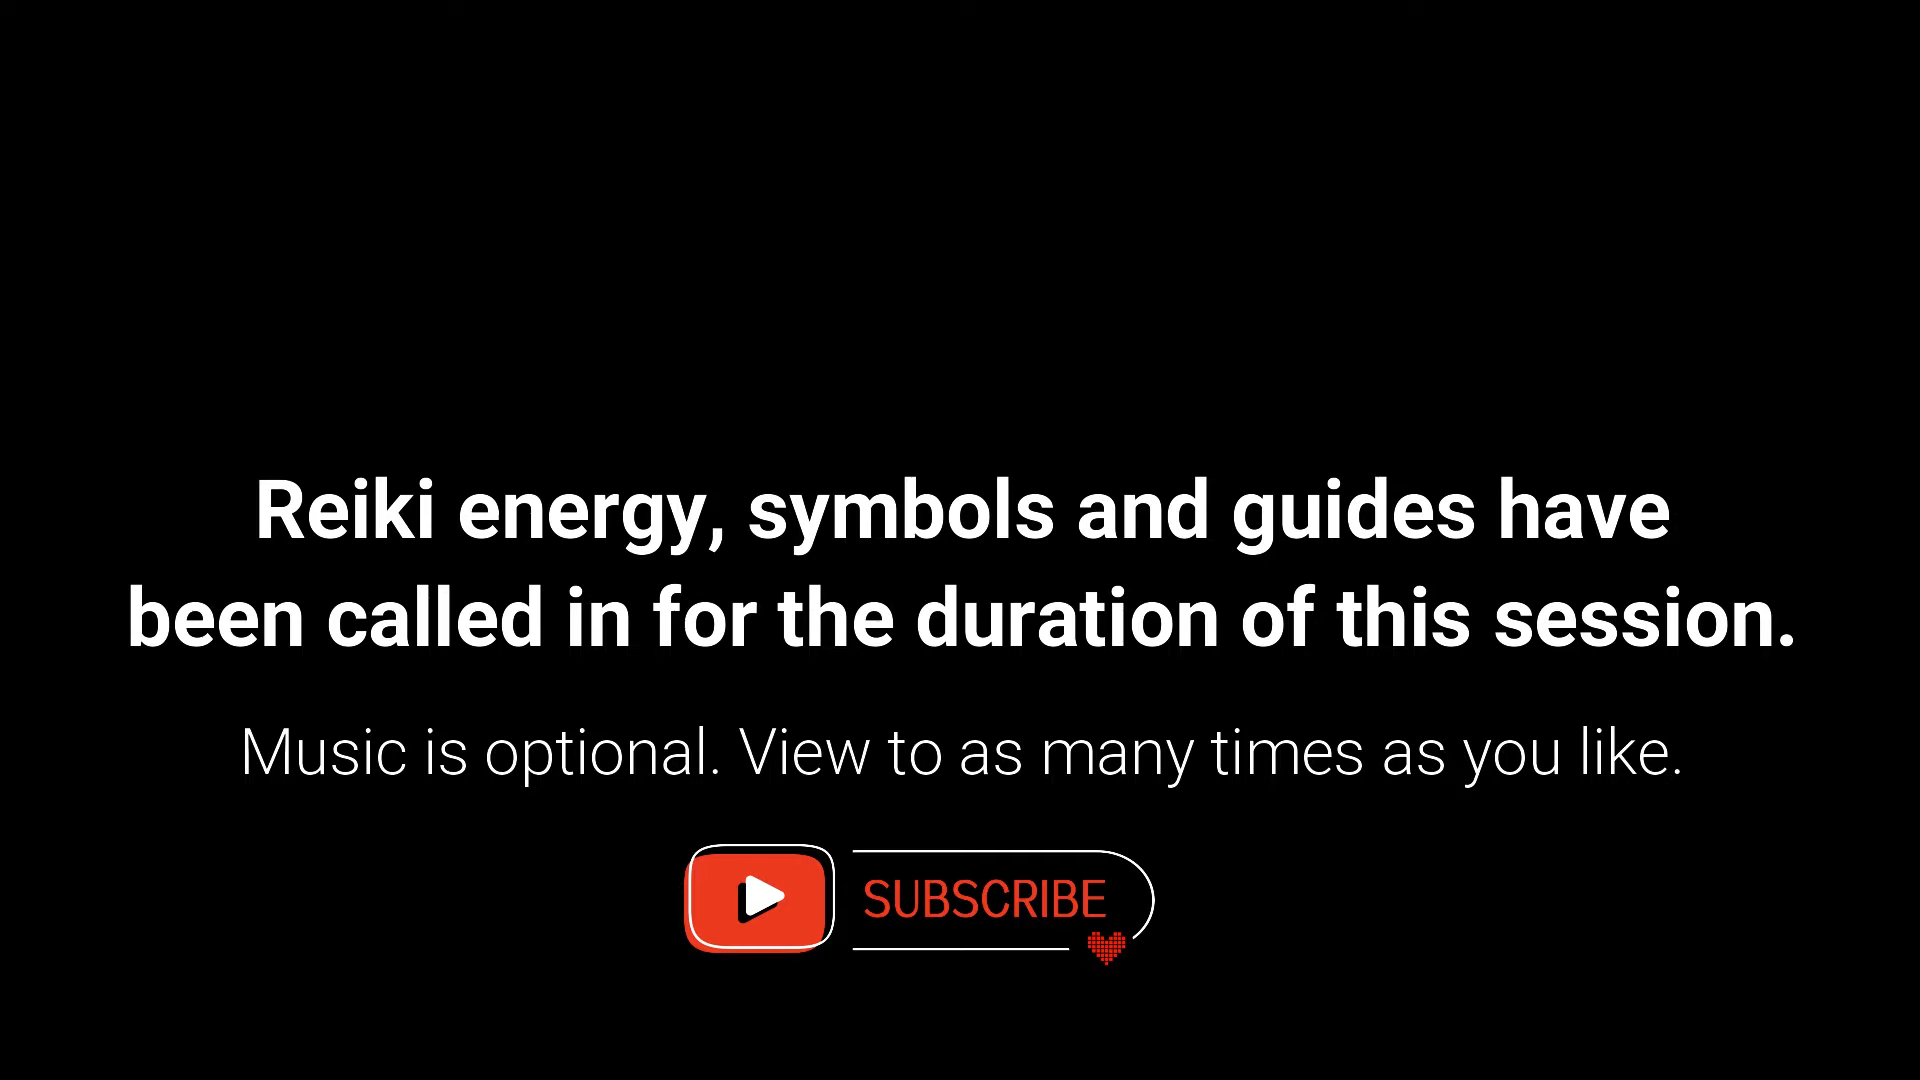 Reiki energy, symbols and guides have
been called in for the duration of this session.
Music is optional. View to as many times as you like.
SUBSCRIBE